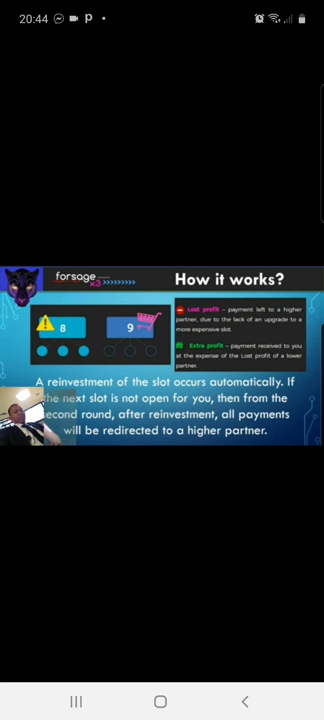 20:44
forsage
x3 >>>>>>>>>
How it works?
8
9
Lost profit – payment left to a higher
partner, due to the lack of an upgrade to a
more expensive slot.
Extra profit – payment received to you
at the expense of the Lost profit of a lower
partner.
A reinvestment of the slot occurs automatically. If
the next slot is not open for you, then from the
second round, after reinvestment, all payments
will be redirected to a higher partner.